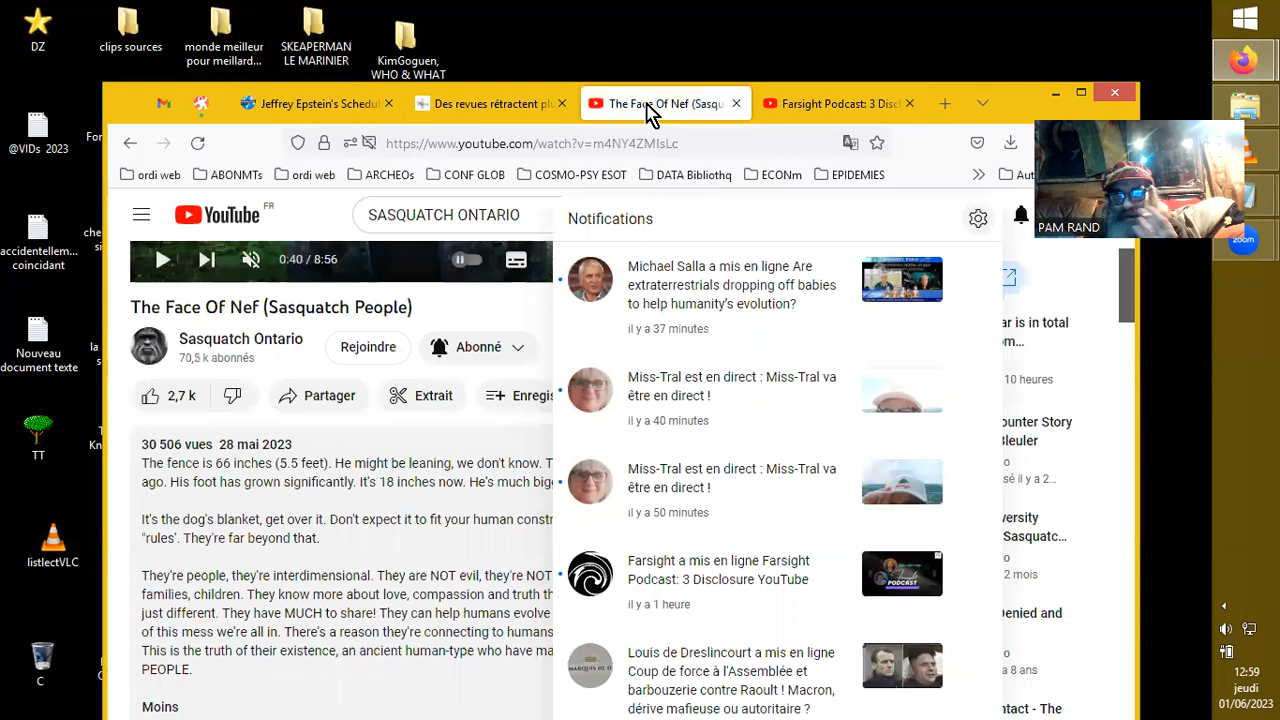 DZ
clips sources
monde meilleur
pour meillard...
SKEAPERMAN
LE MARINIER
KimGoguen,
WHO & WHAT
@VIDs 2023
accidentellem...
coincidant
Nouveau
document texte
TT
listlectVLC
C
Jeffrey Epstein's Schedul
Des revues rétractent plu
The Face Of Nef (Sasqu
Farsight Podcast: 3 Discl
https://www.youtube.com/watch?v=m4NY4ZMIsLc
ordi web
ABONMTs
ordi web
ARCHEOs
CONF GLOB
COSMO-PSY ESOT
DATA Bibliothq
ECONm
EPIDEMIES
Aut
PAM RAND
zoom
YouTube FR
SASQUATCH ONTARIO
0:40 / 8:56
The Face Of Nef (Sasquatch People)
Sasquatch Ontario
70,5 k abonnés
Rejoindre
Abonné
2,7 k
Partager
Extrait
Enregis
30 506 vues 28 mai 2023
The fence is 66 inches (5.5 feet). He might be leaning, we don't know. T
ago. His foot has grown significantly. It's 18 inches now. He's much bigg
It's the dog's blanket, get over it. Don't expect it to fit your human constr
"rules'. They're far beyond that.
They're people, they're interdimensional. They are NOT evil, they're NOT
families, children. They know more about love, compassion and truth th
just different. They have MUCH to share! They can help humans evolve
of this mess we're all in. There's a reason they're connecting to humans
This is the truth of their existence, an ancient human-type who have ma
PEOPLE.
Moins
Notifications
Michael Salla a mis en ligne Are
extraterrestrials dropping off babies
to help humanity's evolution?
il y a 37 minutes
Miss-Tral est en direct : Miss-Tral va
être en direct !
il y a 40 minutes
Miss-Tral est en direct : Miss-Tral va
être en direct !
il y a 50 minutes
Farsight a mis en ligne Farsight
Podcast: 3 Disclosure YouTube
il y a 1 heure
PODCAST
Louis de Dreslincourt a mis en ligne
Coup de force à l'Assemblée et
barbouzerie contre Raoult ! Macron,
dérive mafieuse ou autoritaire ?
ar is in total
om...
10 heures
ounter Story
Bleuler
o
sé il y a 2...
versity
Sasquatc...
o
2 mois
Denied and
o
a 8 ans
ntact - The
12:59
jeudi
01/06/2023